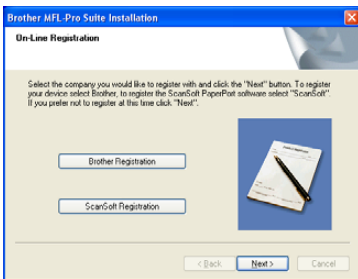 Brother MFL-Pro Suite Installation
On-Line Registration
Select the company you would like to register with and click the "Next" button. To register
your device select Brother, to register the ScanSoft PaperPort software select "ScanSoft".
If you prefer not to register at this time click "Next".
Brother Registration
ScanSoft Registration
< Back
Next >
Cancel